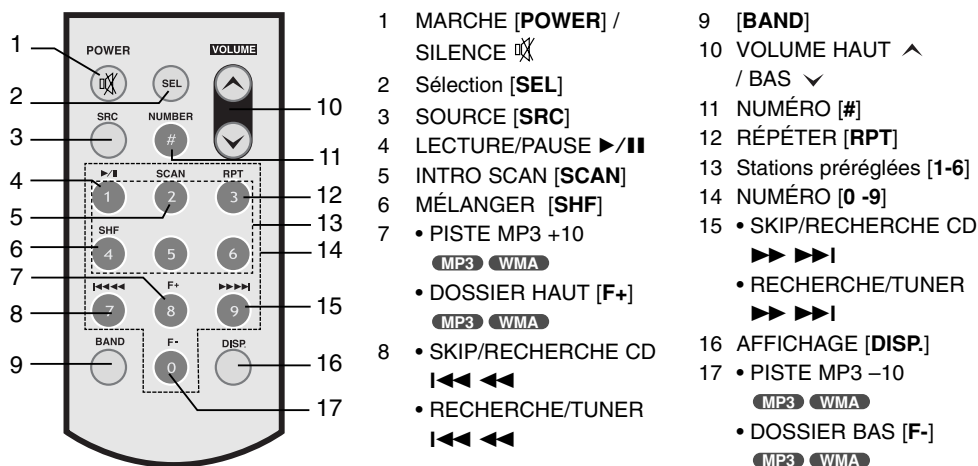 POWER
VOLUME
SEL
SRC
NUMBER
#
▶/II
SCAN
RPT
1
2
3
SHF
4
5
6
I◀◀ ◀◀
F+
▶▶ ▶▶I
7
8
9
BAND
F-
DISP.
0
1
2
3
4
5
6
7
8
9
10
11
12
13
14
15
16
17
1 MARCHE [POWER] /
SILENCE
2 Sélection [SEL]
3 SOURCE [SRC]
4 LECTURE/PAUSE ▶/II
5 INTRO SCAN [SCAN]
6 MÉLANGER [SHF]
7 • PISTE MP3 +10
MP3 WMA
• DOSSIER HAUT [F+]
MP3 WMA
8 • SKIP/RECHERCHE CD
I◀◀ ◀◀
• RECHERCHE/TUNER
I◀◀ ◀◀
9 [BAND]
10 VOLUME HAUT
/ BAS
11 NUMÉRO [#]
12 RÉPÉTER [RPT]
13 Stations préréglées [1-6]
14 NUMÉRO [0 -9]
15 • SKIP/RECHERCHE CD
▶▶ ▶▶I
• RECHERCHE/TUNER
▶▶ ▶▶I
16 AFFICHAGE [DISP.]
17 • PISTE MP3 –10
MP3 WMA
• DOSSIER BAS [F-]
MP3 WMA